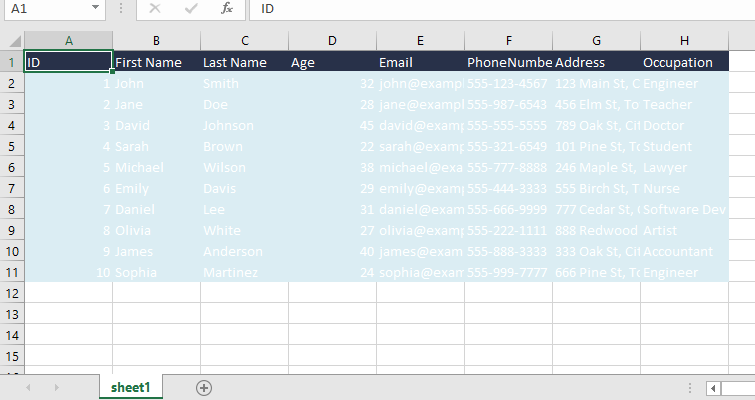 A1 fx ID
A B C D E F G H
1 ID First Name Last Name Age Email PhoneNumbe Address Occupation
2 1 John Smith 32 john@exampl 555-123-4567 123 Main St, C Engineer
3 2 Jane Doe 28 jane@exampl 555-987-6543 456 Elm St, To Teacher
4 3 David Johnson 45 david@examp 555-555-5555 789 Oak St, Cit Doctor
5 4 Sarah Brown 22 sarah@examp 555-321-6549 101 Pine St, To Student
6 5 Michael Wilson 38 michael@exa 555-777-8888 246 Maple St, Lawyer
7 6 Emily Davis 29 emily@examp 555-444-3333 555 Birch St, T Nurse
8 7 Daniel Lee 31 daniel@exam 555-666-9999 777 Cedar St, Software Dev
9 8 Olivia White 27 olivia@examp 555-222-1111 888 Redwood Artist
10 9 James Anderson 40 james@exam 555-888-3333 333 Oak St, Cit Accountant
11 10 Sophia Martinez 24 sophia@exam 555-999-7777 666 Pine St, To Engineer
12
13
14
15
sheet1